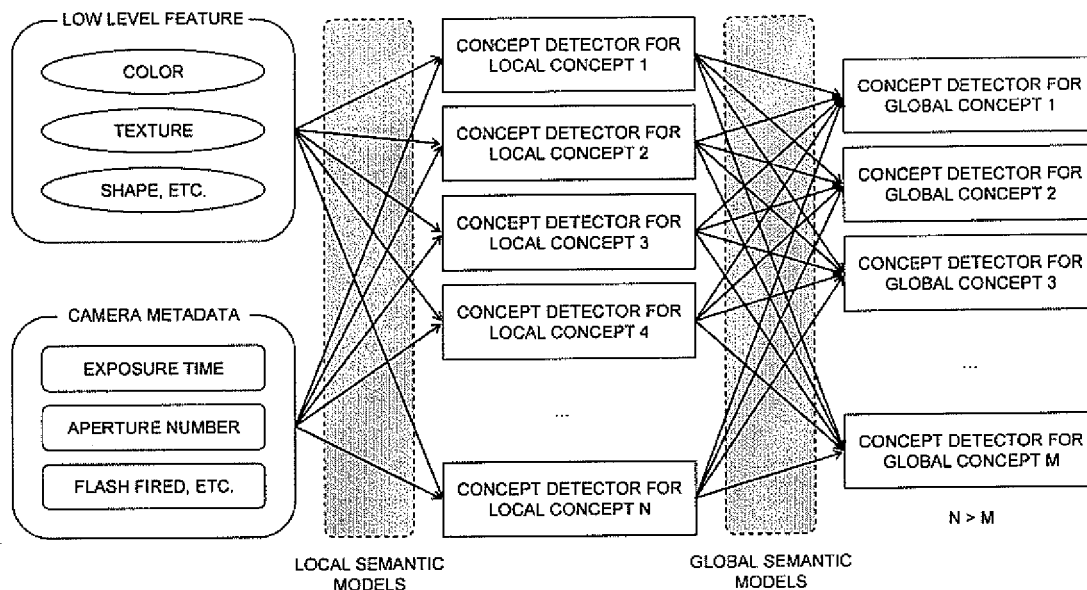 LOW LEVEL FEATURE
COLOR
TEXTURE
SHAPE, ETC.
CAMERA METADATA
EXPOSURE TIME
APERTURE NUMBER
FLASH FIRED, ETC.
LOCAL SEMANTIC
MODELS
CONCEPT DETECTOR FOR
LOCAL CONCEPT 1
CONCEPT DETECTOR FOR
LOCAL CONCEPT 2
CONCEPT DETECTOR FOR
LOCAL CONCEPT 3
CONCEPT DETECTOR FOR
LOCAL CONCEPT 4
...
CONCEPT DETECTOR FOR
LOCAL CONCEPT N
GLOBAL SEMANTIC
MODELS
CONCEPT DETECTOR FOR
GLOBAL CONCEPT 1
CONCEPT DETECTOR FOR
GLOBAL CONCEPT 2
CONCEPT DETECTOR FOR
GLOBAL CONCEPT 3
...
CONCEPT DETECTOR FOR
GLOBAL CONCEPT M
N > M